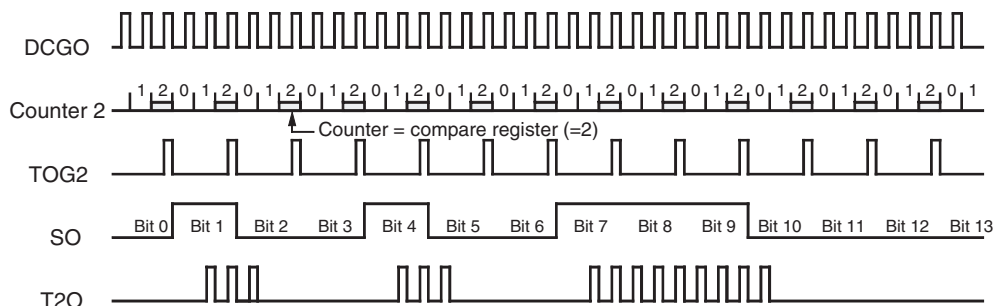 DCGO
Counter 2
1 2 0 1 2 0 1 2 0 1 2 0 1 2 0 1 2 0 1 2 0 1 2 0 1 2 0 1 2 0 1 2 0 1 2 0 1 2 0 1
Counter = compare register (=2)
TOG2
SO
Bit 0 Bit 1 Bit 2 Bit 3 Bit 4 Bit 5 Bit 6 Bit 7 Bit 8 Bit 9 Bit 10 Bit 11 Bit 12 Bit 13
T2O